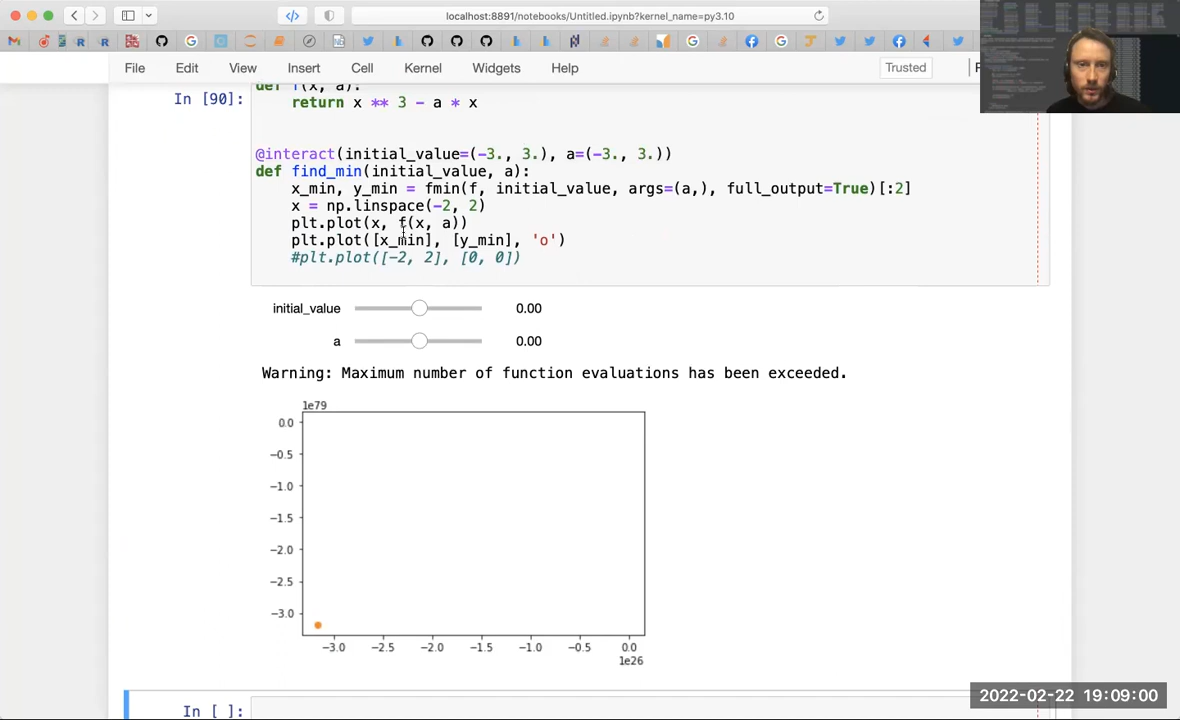 localhost:8891/notebooks/Untitled.ipynb?kernel_name=py3.10
File Edit View Insert Cell Kernel Widgets Help Trusted
In [90]: def f(x, a):
return x ** 3 - a * x
@interact(initial_value=(-3., 3.), a=(-3., 3.))
def find_min(initial_value, a):
x_min, y_min = fmin(f, initial_value, args=(a,), full_output=True)[:2]
x = np.linspace(-2, 2)
plt.plot(x, f(x, a))
plt.plot([x_min], [y_min], 'o')
#plt.plot([-2, 2], [0, 0])
initial_value 0.00
a 0.00
Warning: Maximum number of function evaluations has been exceeded.
1e79
0.0
−0.5
−1.0
−1.5
−2.0
−2.5
−3.0
−3.0 −2.5 −2.0 −1.5 −1.0 −0.5 0.0
1e26
In [ ]:
2022-02-22 19:09:00